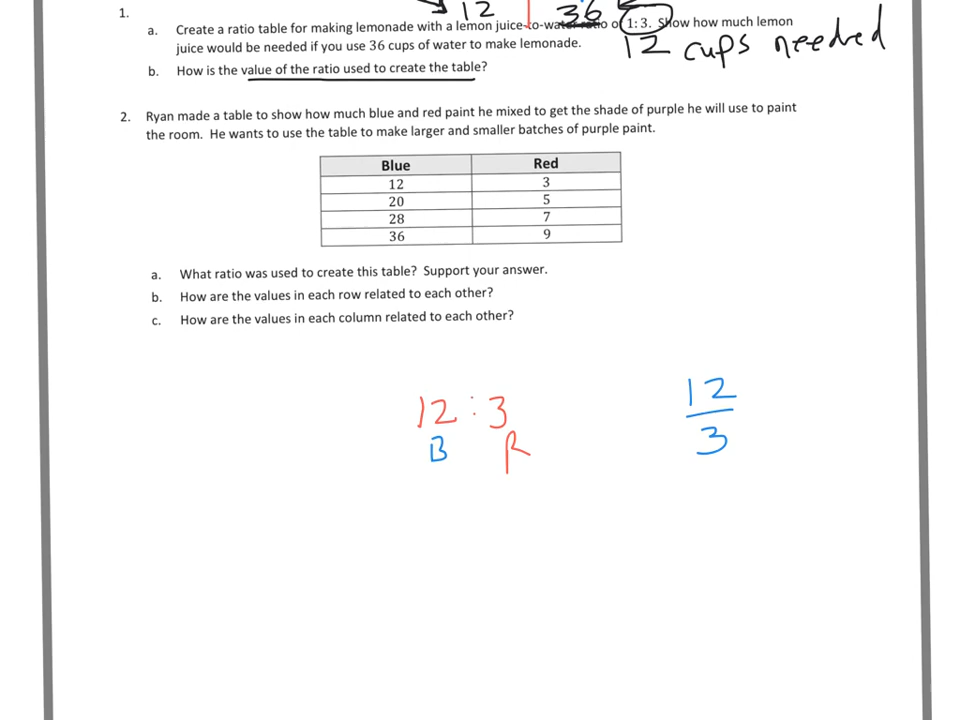 12 36
1.
a. Create a ratio table for making lemonade with a lemon juice-to-water ratio of 1:3. Show how much lemon
juice would be needed if you use 36 cups of water to make lemonade.
12 cups needed
b. How is the value of the ratio used to create the table?
2. Ryan made a table to show how much blue and red paint he mixed to get the shade of purple he will use to paint
the room. He wants to use the table to make larger and smaller batches of purple paint.
Blue Red
12 3
20 5
28 7
36 9
a. What ratio was used to create this table? Support your answer.
b. How are the values in each row related to each other?
c. How are the values in each column related to each other?
12 : 3
B R
12
3